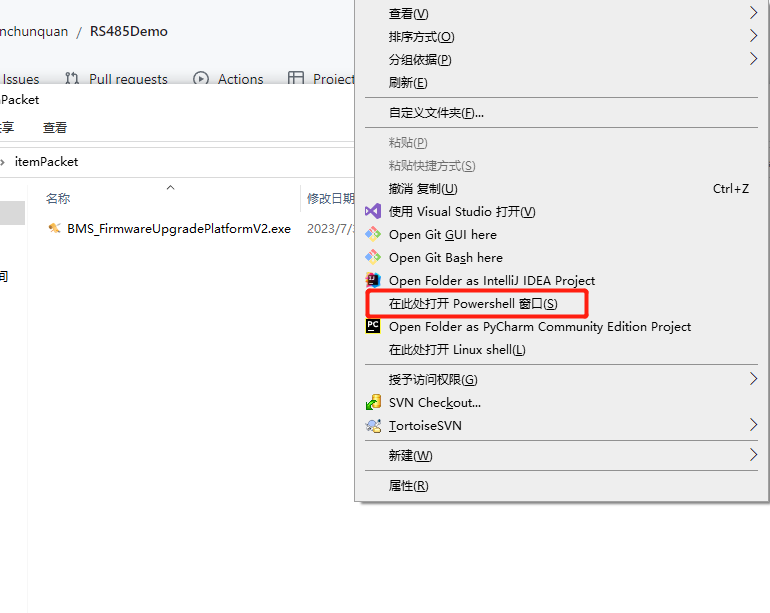 nchunquan / RS485Demo
Issues Pull requests Actions Project
Packet
共享 查看
itemPacket
名称 修改日期
BMS_FirmwareUpgradePlatformV2.exe 2023/7/
间
查看(V)
排序方式(O)
分组依据(P)
刷新(E)
自定义文件夹(F)...
粘贴(P)
粘贴快捷方式(S)
撤消 复制(U) Ctrl+Z
使用 Visual Studio 打开(V)
Open Git GUI here
Open Git Bash here
Open Folder as IntelliJ IDEA Project
在此处打开 Powershell 窗口(S)
Open Folder as PyCharm Community Edition Project
在此处打开 Linux shell(L)
授予访问权限(G)
SVN Checkout...
TortoiseSVN
新建(W)
属性(R)